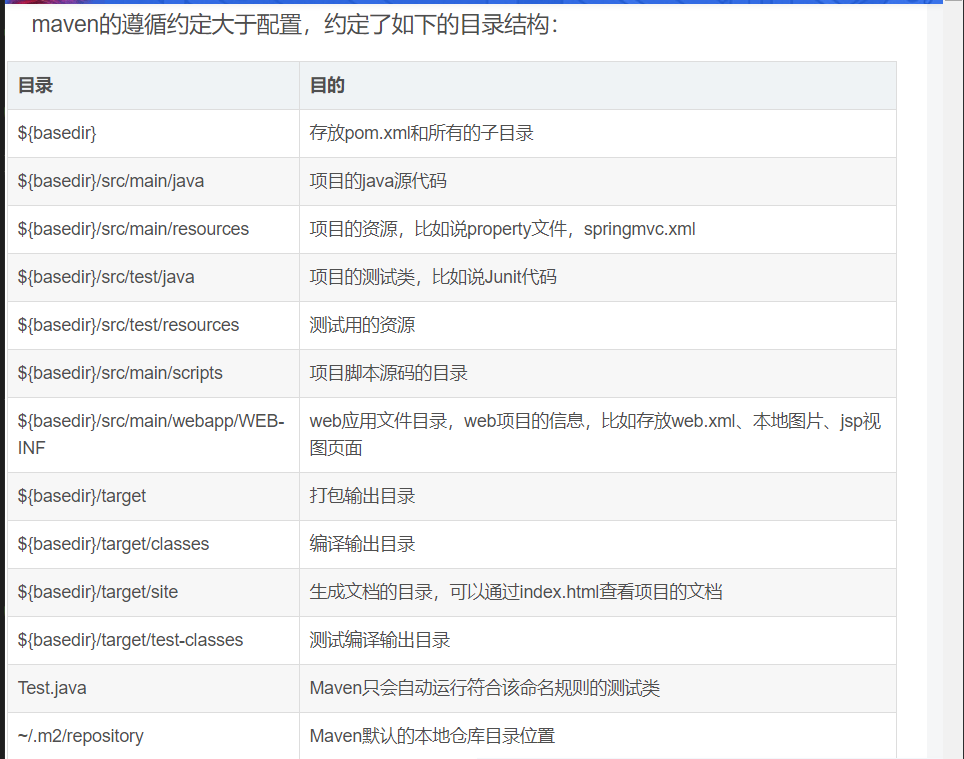 maven的遵循约定大于配置，约定了如下的目录结构：
目录 目的
${basedir} 存放pom.xml和所有的子目录
${basedir}/src/main/java 项目的java源代码
${basedir}/src/main/resources 项目的资源，比如说property文件，springmvc.xml
${basedir}/src/test/java 项目的测试类，比如说Junit代码
${basedir}/src/test/resources 测试用的资源
${basedir}/src/main/scripts 项目脚本源码的目录
${basedir}/src/main/webapp/WEB-
INF
web应用文件目录，web项目的信息，比如存放web.xml、本地图片、jsp视
图页面
${basedir}/target 打包输出目录
${basedir}/target/classes 编译输出目录
${basedir}/target/site 生成文档的目录，可以通过index.html查看项目的文档
${basedir}/target/test-classes 测试编译输出目录
Test.java Maven只会自动运行符合该命名规则的测试类
~/.m2/repository Maven默认的本地仓库目录位置